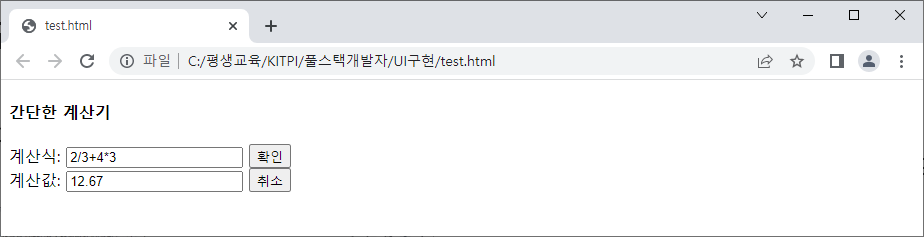 test.html
파일 C:/평생교육/KITPI/풀스택개발자/UI구현/test.html
간단한 계산기
계산식: 2/3+4*3 확인
계산값: 12.67 취소